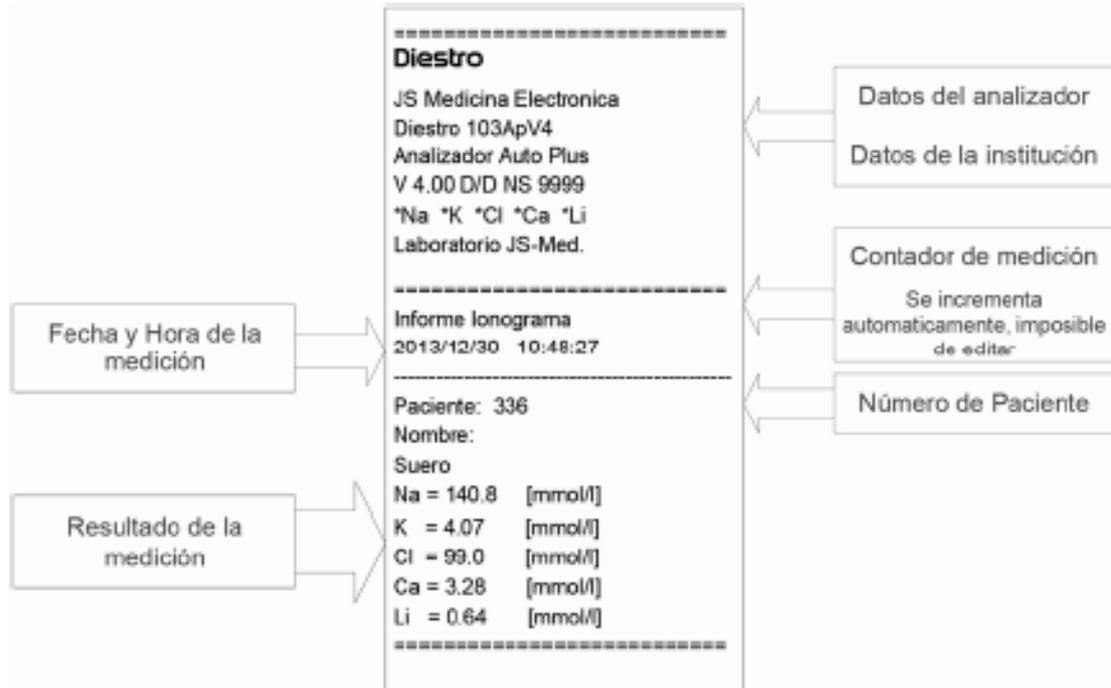 ===========================
Diestro
JS Medicina Electronica
Diestro 103ApV4
Analizador Auto Plus
V 4.00 D/D NS 9999
*Na *K *Cl *Ca *Li
Laboratorio JS-Med.
===========================
Informe Ionograma
2013/12/30 10:48:27
------------------------------------------------
Paciente: 336
Nombre:
Suero
Na = 140.8 [mmol/l]
K = 4.07 [mmol/l]
Cl = 99.0 [mmol/l]
Ca = 3.28 [mmol/l]
Li = 0.64 [mmol/l]
===========================
Fecha y Hora de la
medición
Resultado de la
medición
Datos del analizador
Datos de la institución
Contador de medición
Se incrementa
automaticamente, imposible
de editar
Número de Paciente